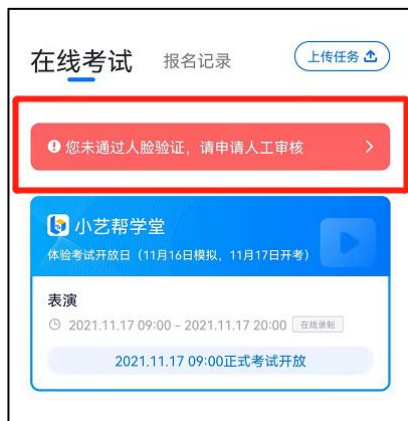 在线考试 报名记录 上传任务
您未通过人脸验证，请申请人工审核
小艺帮学堂
体验考试开放日（11月16日模拟，11月17日开考）
表演
2021.11.17 09:00 - 2021.11.17 20:00 在线录制
2021.11.17 09:00正式考试开放